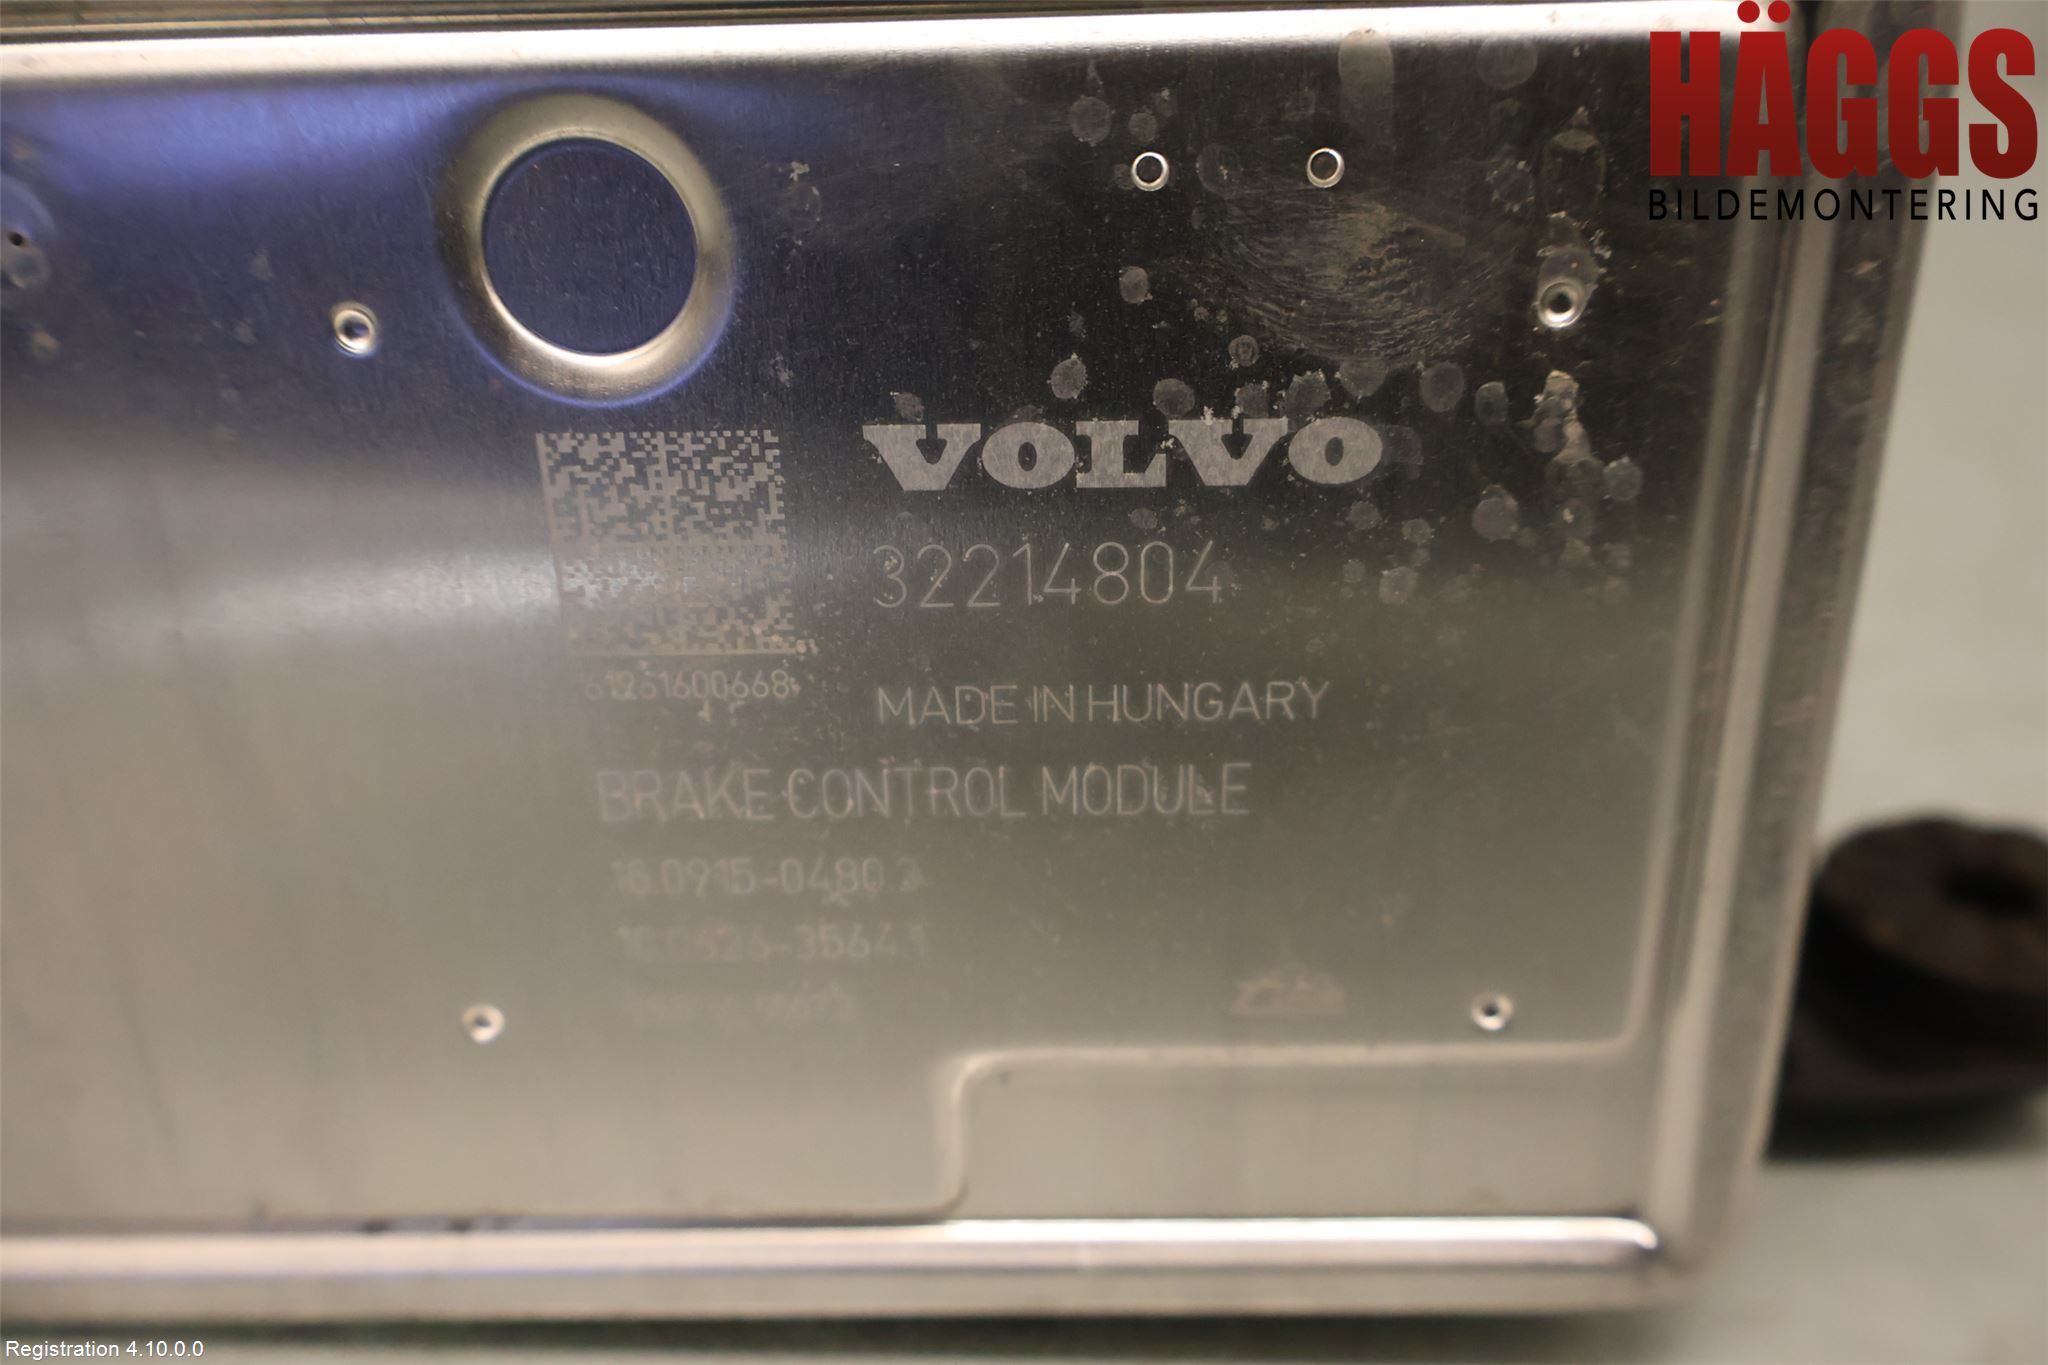 HÄGGS
BILDEMONTERING
VOLVO
32214804
61251600668
MADE IN HUNGARY
BRAKE CONTROL MODULE
Registration 4.10.0.0